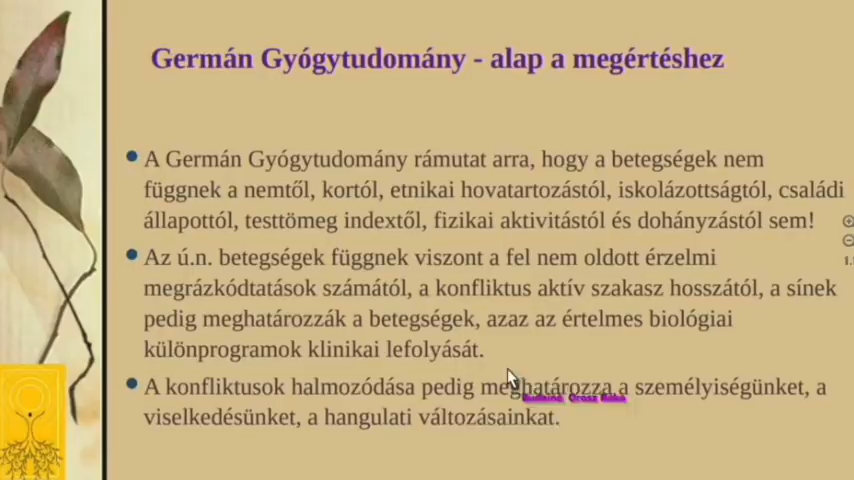 Germán Gyógytudomány - alap a megértéshez
A Germán Gyógytudomány rámutat arra, hogy a betegségek nem
függnek a nemtől, kortól, etnikai hovatartozástól, iskolázottságtól, családi
állapottól, testtömeg indextől, fizikai aktivitástól és dohányzástól sem!
Az ú.n. betegségek függnek viszont a fel nem oldott érzelmi
megrázkódtatások számától, a konfliktus aktív szakasz hosszától, a sínek
pedig meghatározzák a betegségek, azaz az értelmes biológiai
különprogramok klinikai lefolyását.
A konfliktusok halmozódása pedig meghatározza a személyiségünket, a
Orosz
viselkedésünket, a hangulati változásainkat.